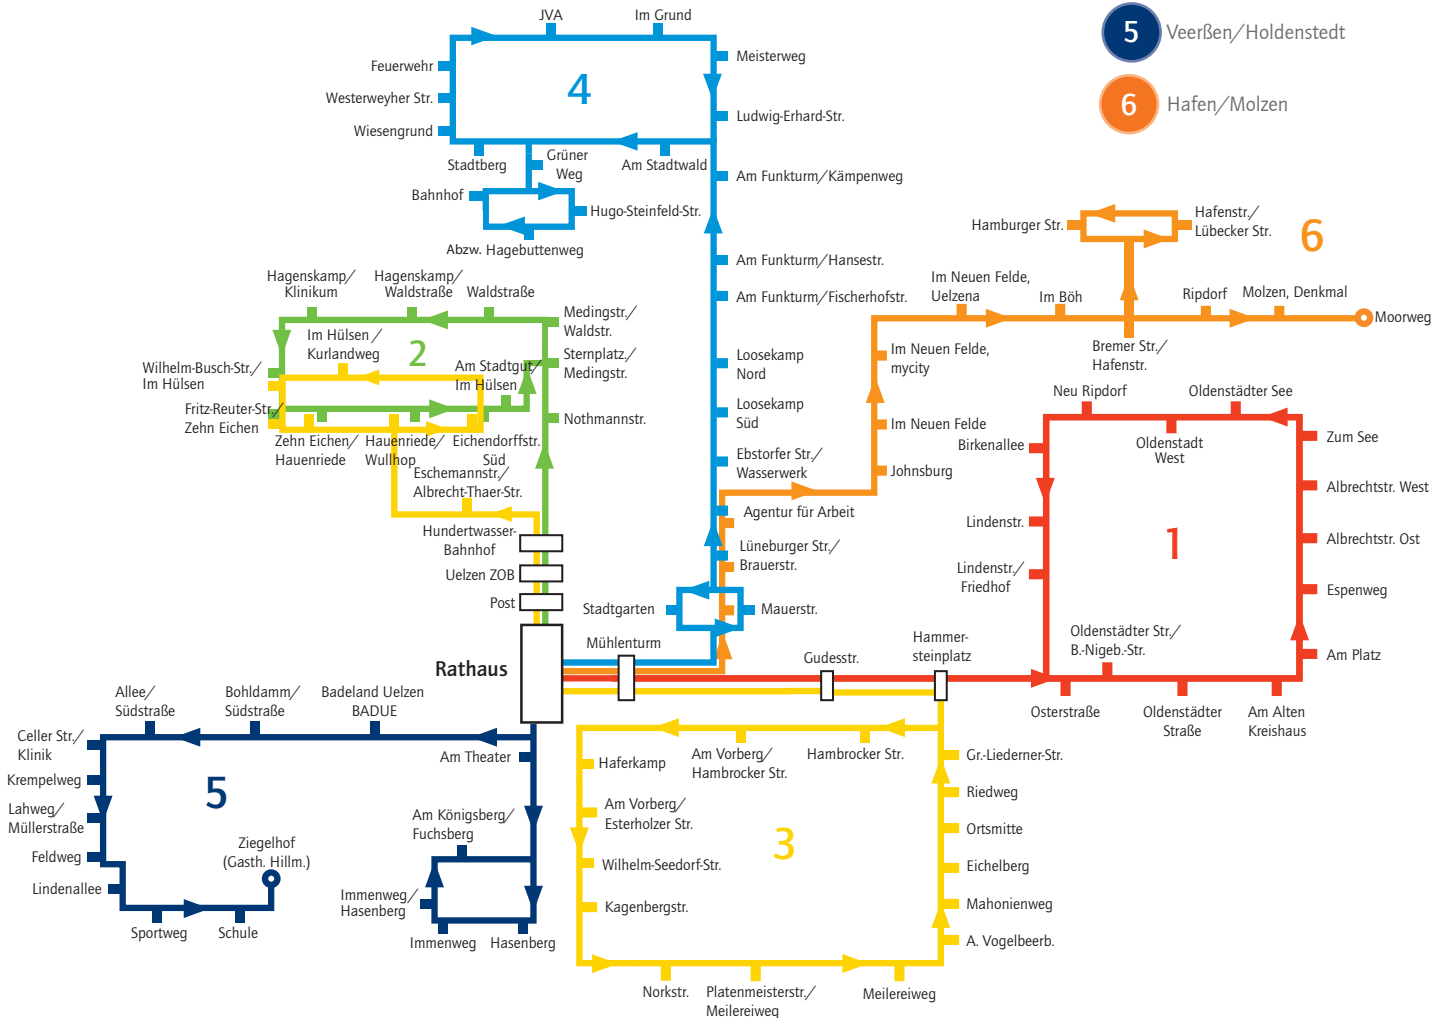 5 Veerßen/Holdenstedt
6 Hafen/Molzen
JVA
Im Grund
Meisterweg
Feuerwehr
Westerweyher Str.
Wiesengrund
4
Ludwig-Erhard-Str.
Stadtberg
Grüner
Weg
Am Stadtwald
Bahnhof
Hugo-Steinfeld-Str.
Abzw. Hagebuttenweg
Am Funkturm/Kämpenweg
Am Funkturm/Hansestr.
Am Funkturm/Fischerhofstr.
Loosekamp
Nord
Loosekamp
Süd
Ebstorfer Str./
Wasserwerk
Agentur für Arbeit
Lüneburger Str./
Brauerstr.
Stadtgarten
Mauerstr.
Hagenskamp/
Klinikum
Hagenskamp/
Waldstraße
Waldstraße
Medingstr./
Waldstr.
Im Hülsen/
Kurlandweg
2
Sternplatz/
Medingstr.
Am Stadtgut/
Im Hülsen
Wilhelm-Busch-Str./
Im Hülsen
Fritz-Reuter-Str./
Zehn Eichen
Nothmannstr.
Zehn Eichen/
Hauenriede
Hauenriede/
Wullhop
Eichendorffstr.
Süd
Eschemannstr./
Albrecht-Thaer-Str.
Hundertwasser-
Bahnhof
Uelzen ZOB
Post
Rathaus
Mühlenturm
Gudesstr.
Hammer-
steinplatz
Hamburger Str.
Hafenstr./
Lübecker Str.
6
Im Neuen Felde,
Uelzena
Im Böh
Ripdorf
Molzen, Denkmal
Moorweg
Bremer Str./
Hafenstr.
Im Neuen Felde,
mycity
Im Neuen Felde
Johnsburg
Neu Ripdorf
Oldenstädter See
Birkenallee
Oldenstadt
West
Zum See
Albrechtstr. West
Lindenstr.
1
Albrechtstr. Ost
Lindenstr./
Friedhof
Espenweg
Oldenstädter Str./
B.-Nigeb.-Str.
Am Platz
Osterstraße
Oldenstädter
Straße
Am Alten
Kreishaus
Allee/
Südstraße
Bohldamm/
Südstraße
Badeland Uelzen
BADUE
Celler Str./
Klinik
Am Theater
Krempelweg
5
Lahweg/
Müllerstraße
Am Königsberg/
Fuchsberg
Feldweg
Ziegelhof
(Gasth. Hillm.)
Lindenallee
Immenweg/
Hasenberg
Sportweg
Schule
Immenweg
Hasenberg
Am Vorberg/
Hambrocker Str.
Hambrocker Str.
Gr.-Liederner-Str.
Haferkamp
Riedweg
Am Vorberg/
Esterholzer Str.
3
Ortsmitte
Wilhelm-Seedorf-Str.
Eichelberg
Kagenbergstr.
Mahonienweg
A. Vogelbeerb.
Norkstr.
Platenmeisterstr./
Meilereiweg
Meilereiweg